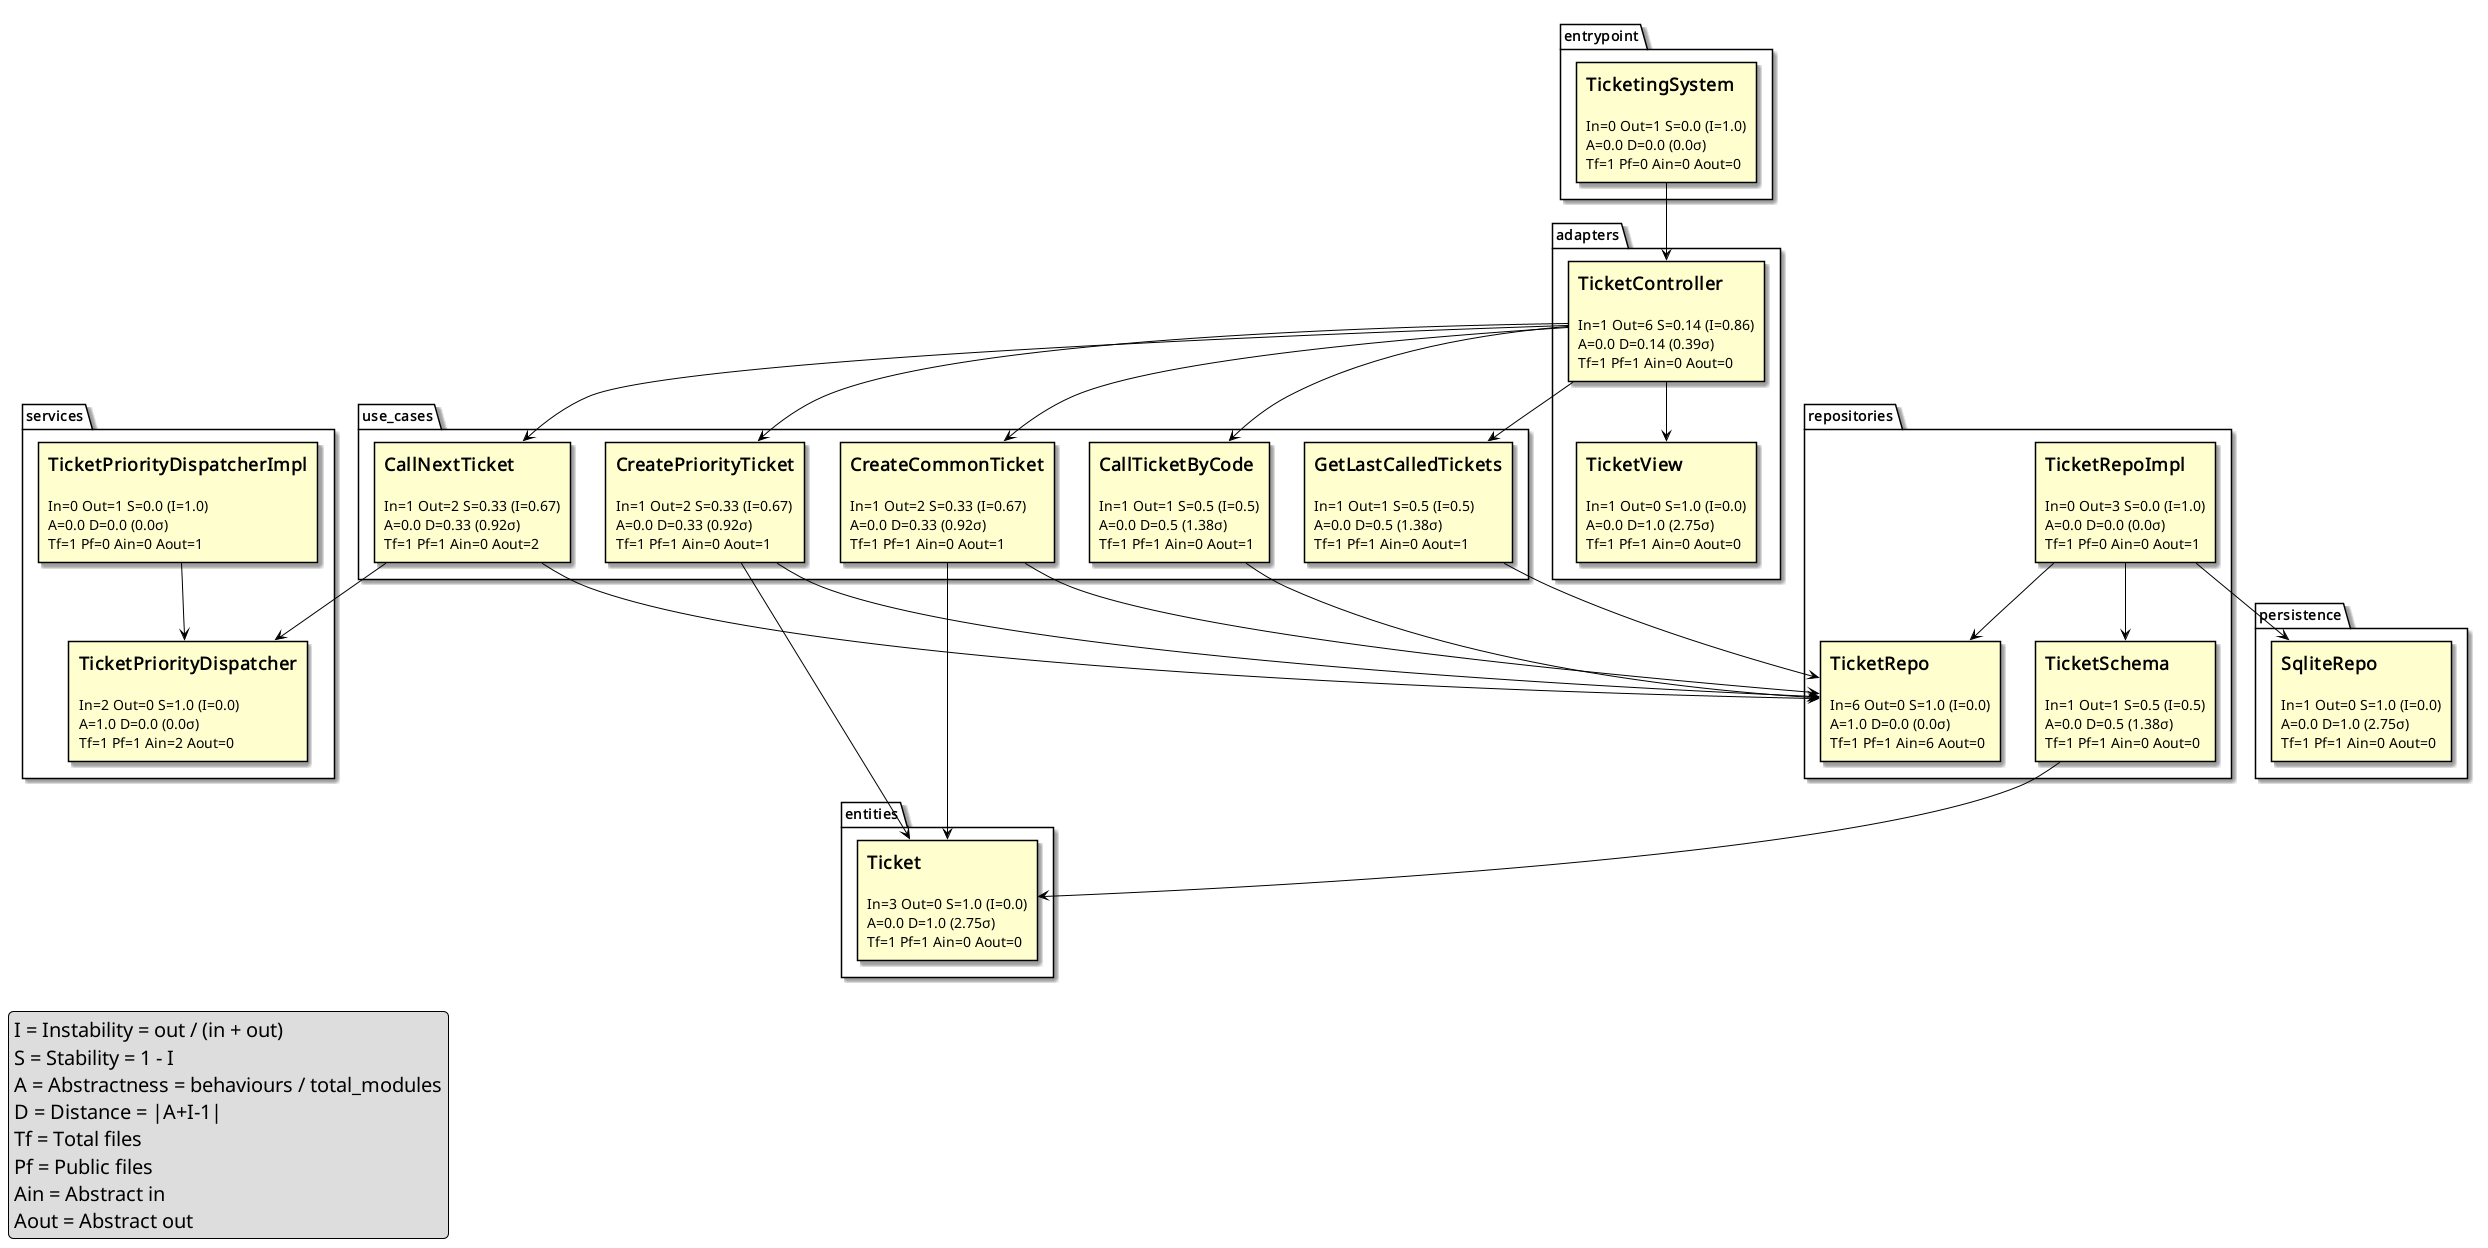 entrypoint
TicketingSystem
In=0 Out=1 S=0.0 (I=1.0)
A=0.0 D=0.0 (0.0σ)
Tf=1 Pf=0 Ain=0 Aout=0
adapters
TicketController
In=1 Out=6 S=0.14 (I=0.86)
A=0.0 D=0.14 (0.39σ)
Tf=1 Pf=1 Ain=0 Aout=0
TicketView
In=1 Out=0 S=1.0 (I=0.0)
A=0.0 D=1.0 (2.75σ)
Tf=1 Pf=1 Ain=0 Aout=0
services
TicketPriorityDispatcherImpl
In=0 Out=1 S=0.0 (I=1.0)
A=0.0 D=0.0 (0.0σ)
Tf=1 Pf=0 Ain=0 Aout=1
TicketPriorityDispatcher
In=2 Out=0 S=1.0 (I=0.0)
A=1.0 D=0.0 (0.0σ)
Tf=1 Pf=1 Ain=2 Aout=0
use_cases
CallNextTicket
In=1 Out=2 S=0.33 (I=0.67)
A=0.0 D=0.33 (0.92σ)
Tf=1 Pf=1 Ain=0 Aout=2
CreatePriorityTicket
In=1 Out=2 S=0.33 (I=0.67)
A=0.0 D=0.33 (0.92σ)
Tf=1 Pf=1 Ain=0 Aout=1
CreateCommonTicket
In=1 Out=2 S=0.33 (I=0.67)
A=0.0 D=0.33 (0.92σ)
Tf=1 Pf=1 Ain=0 Aout=1
CallTicketByCode
In=1 Out=1 S=0.5 (I=0.5)
A=0.0 D=0.5 (1.38σ)
Tf=1 Pf=1 Ain=0 Aout=1
GetLastCalledTickets
In=1 Out=1 S=0.5 (I=0.5)
A=0.0 D=0.5 (1.38σ)
Tf=1 Pf=1 Ain=0 Aout=1
repositories
TicketRepoImpl
In=0 Out=3 S=0.0 (I=1.0)
A=0.0 D=0.0 (0.0σ)
Tf=1 Pf=0 Ain=0 Aout=1
TicketRepo
In=6 Out=0 S=1.0 (I=0.0)
A=1.0 D=0.0 (0.0σ)
Tf=1 Pf=1 Ain=6 Aout=0
TicketSchema
In=1 Out=1 S=0.5 (I=0.5)
A=0.0 D=0.5 (1.38σ)
Tf=1 Pf=1 Ain=0 Aout=0
persistence
SqliteRepo
In=1 Out=0 S=1.0 (I=0.0)
A=0.0 D=1.0 (2.75σ)
Tf=1 Pf=1 Ain=0 Aout=0
entities
Ticket
In=3 Out=0 S=1.0 (I=0.0)
A=0.0 D=1.0 (2.75σ)
Tf=1 Pf=1 Ain=0 Aout=0
I = Instability = out / (in + out)
S = Stability = 1 - I
A = Abstractness = behaviours / total_modules
D = Distance = |A+I-1|
Tf = Total files
Pf = Public files
Ain = Abstract in
Aout = Abstract out